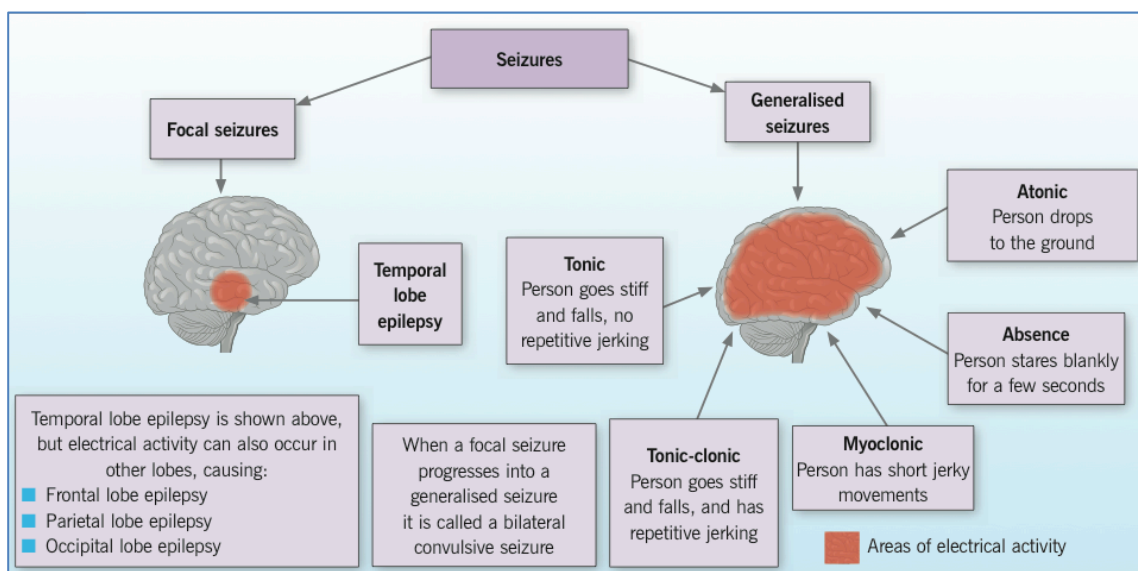 Seizures
Focal seizures
Generalised
seizures
Temporal
lobe
epilepsy
Tonic
Person goes stiff
and falls, no
repetitive jerking
Atonic
Person drops
to the ground
Absence
Person stares blankly
for a few seconds
Myoclonic
Person has short jerky
movements
Tonic-clonic
Person goes stiff
and falls, and has
repetitive jerking
Temporal lobe epilepsy is shown above,
but electrical activity can also occur in
other lobes, causing:
Frontal lobe epilepsy
Parietal lobe epilepsy
Occipital lobe epilepsy
When a focal seizure
progresses into a
generalised seizure
it is called a bilateral
convulsive seizure
Areas of electrical activity